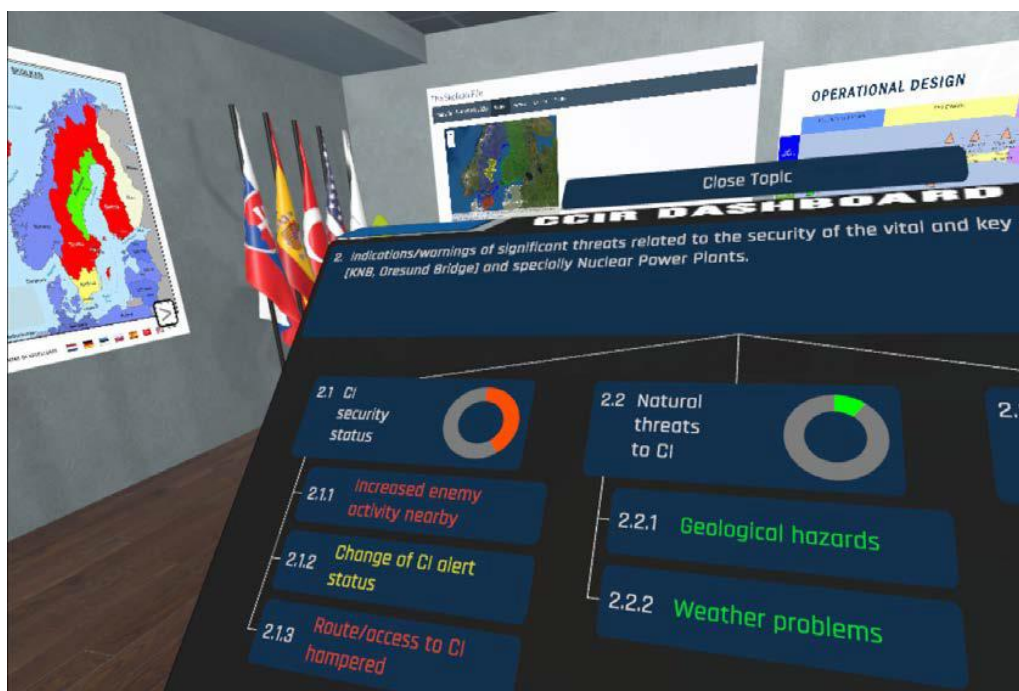 SKOLKAN
OPERATIONAL DESIGN
Close Topic
CCIR DASHBOARD
2. Indications/warnings of significant threats related to the security of the vital and key
(KNB, Oresund Bridge) and specially Nuclear Power Plants.
2.1 CI
security
status
2.1.1 Increased enemy
activity nearby
2.1.2 Change of CI alert
status
2.1.3 Route/access to CI
hampered
2.2 Natural
threats
to CI
2.2.1 Geological hazards
2.2.2 Weather problems
2.